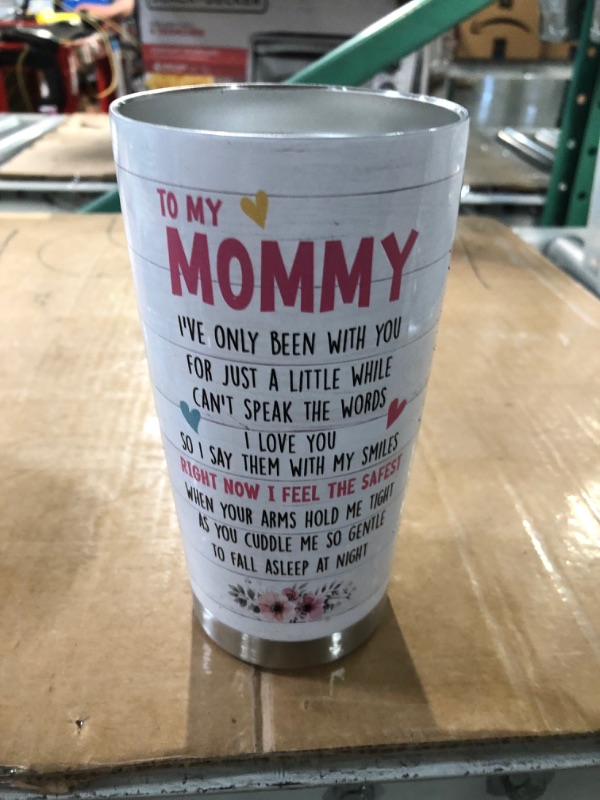 TO MY
MOMMY
I'VE ONLY BEEN WITH YOU
FOR JUST A LITTLE WHILE
CAN'T SPEAK THE WORDS
I LOVE YOU
SO I SAY THEM WITH MY SMILES
RIGHT NOW I FEEL THE SAFEST
WHEN YOUR ARMS HOLD ME TIGHT
AS YOU CUDDLE ME SO GENTLE
TO FALL ASLEEP AT NIGHT